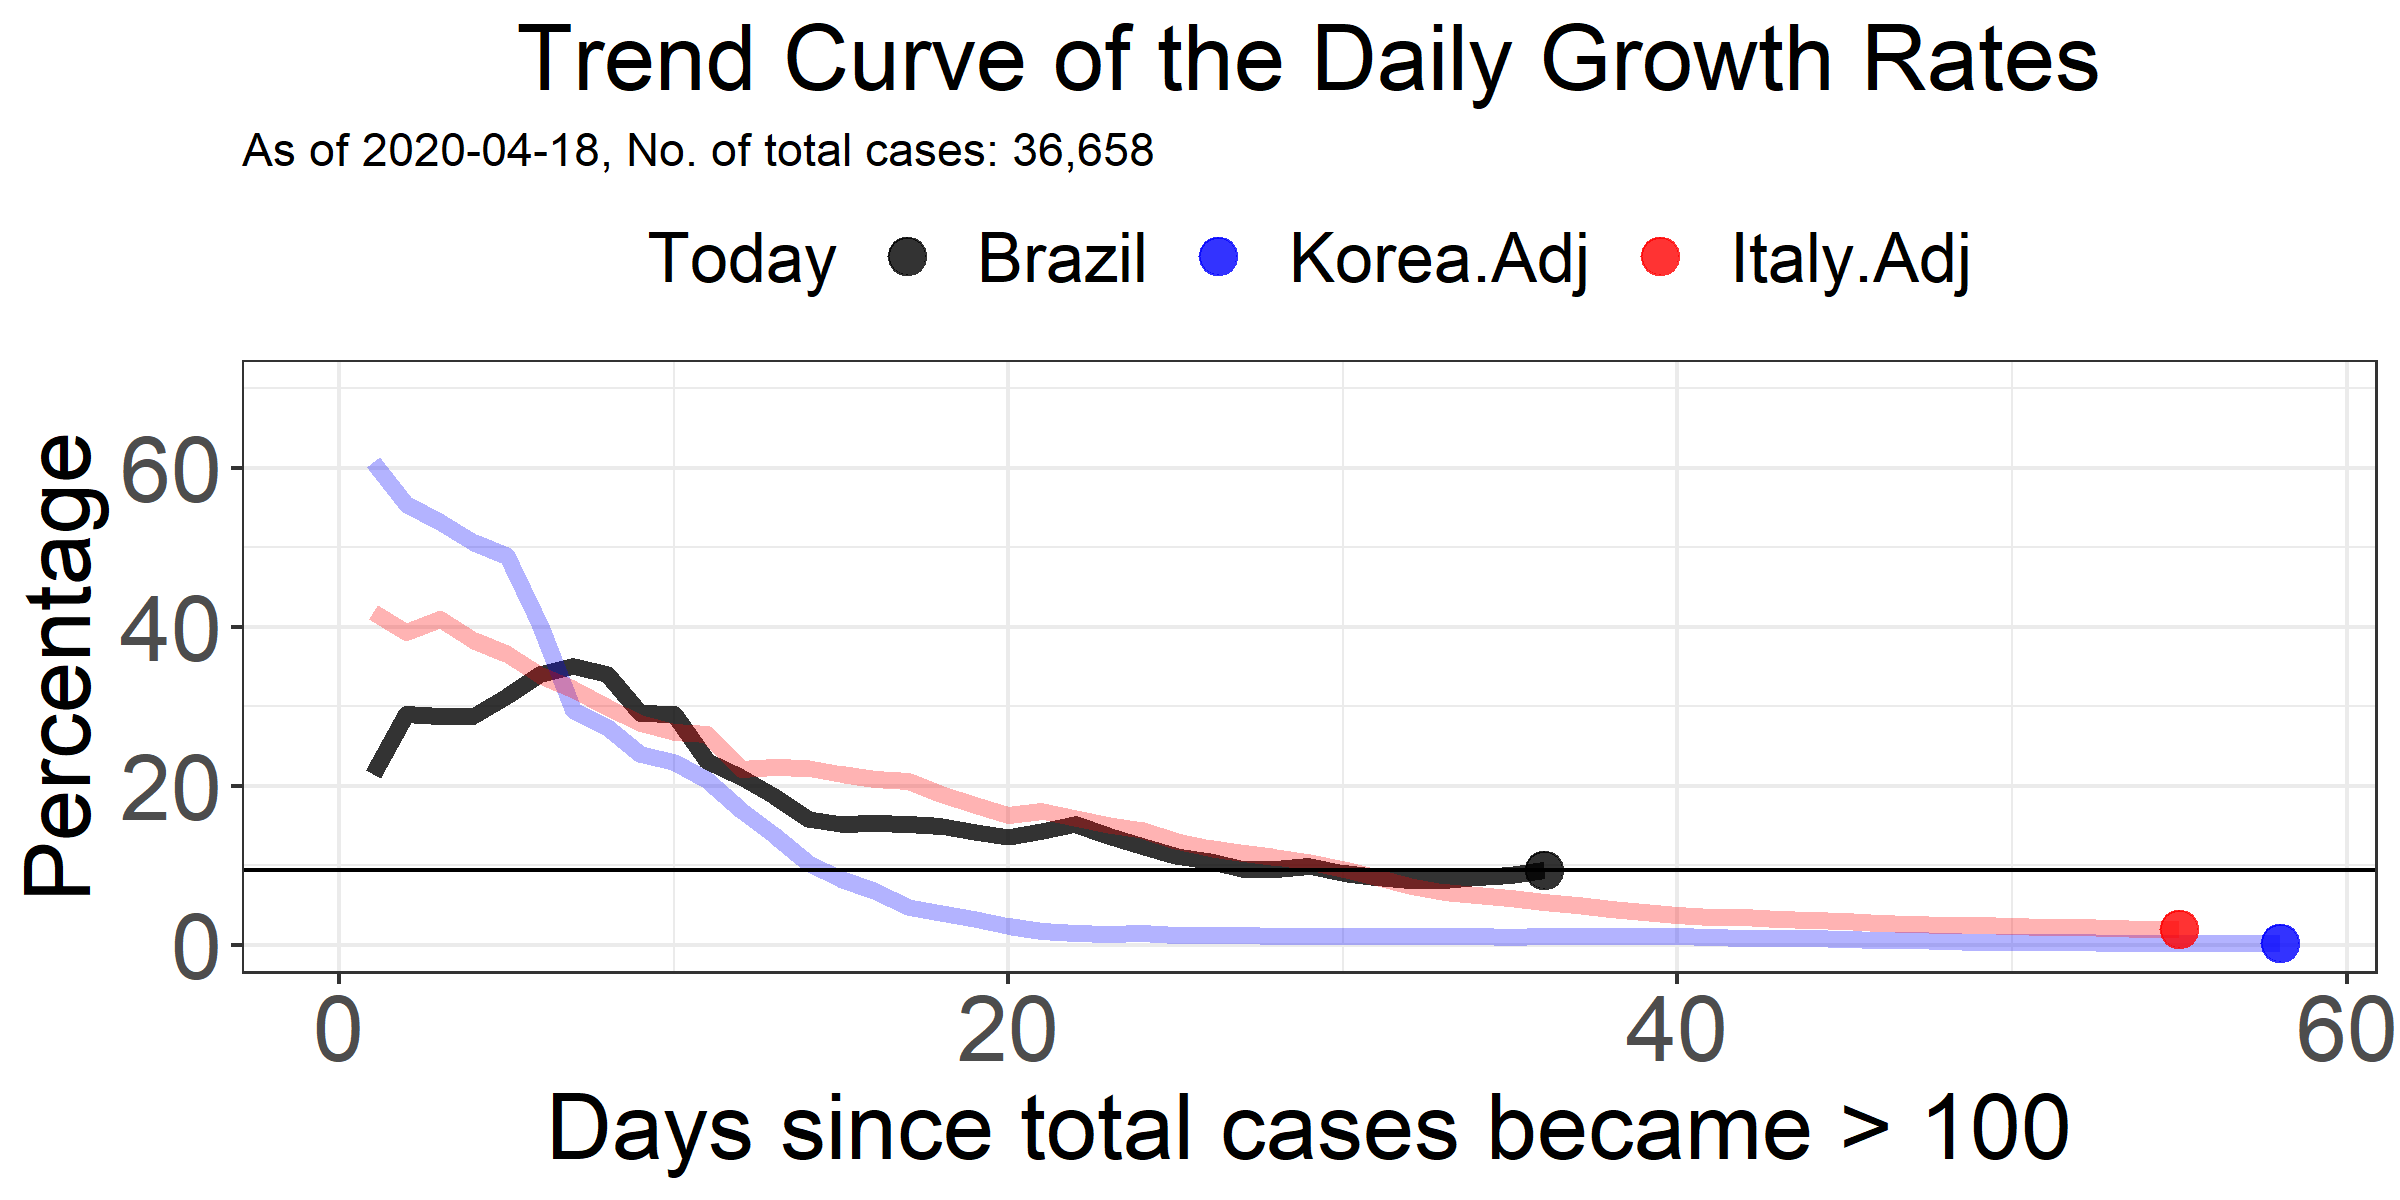 Trend Curve of the Daily Growth Rates
As of 2020-04-18, No. of total cases: 36,658
Today Brazil Korea.Adj Italy.Adj
Percentage
60
40
20
0
0 20 40 60
Days since total cases became > 100